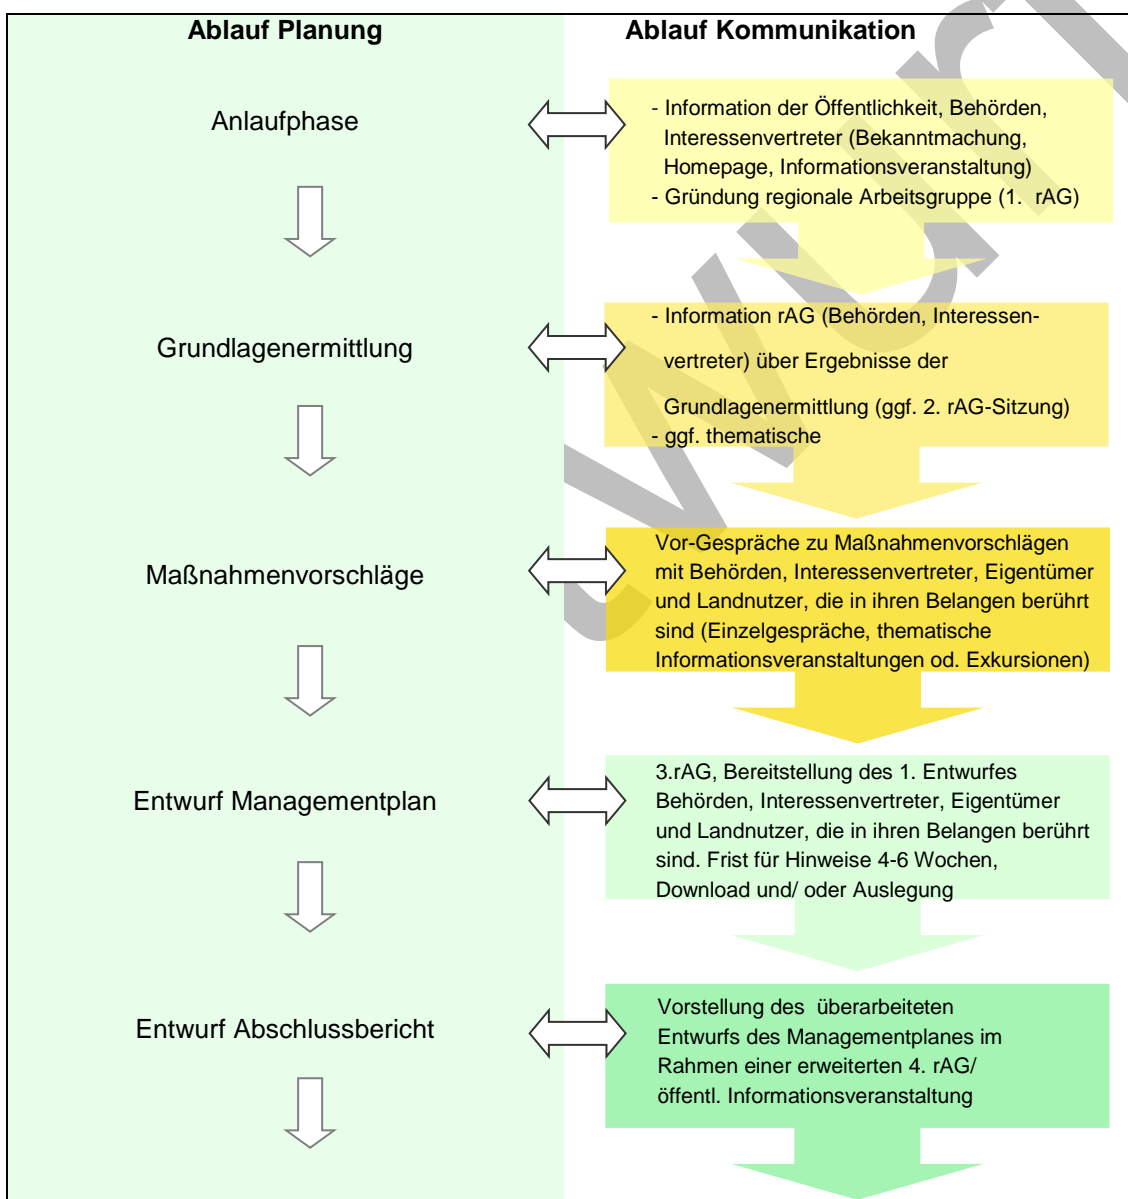 Ablauf Planung
Ablauf Kommunikation
Anlaufphase
- Information der Öffentlichkeit, Behörden,
Interessenvertreter (Bekanntmachung,
Homepage, Informationsveranstaltung)
- Gründung regionale Arbeitsgruppe (1. rAG)
Grundlagenermittlung
- Information rAG (Behörden, Interessen-
vertreter) über Ergebnisse der
Grundlagenermittlung (ggf. 2. rAG-Sitzung)
- ggf. thematische
Maßnahmenvorschläge
Vor-Gespräche zu Maßnahmenvorschlägen
mit Behörden, Interessenvertreter, Eigentümer
und Landnutzer, die in ihren Belangen berührt
sind (Einzelgespräche, thematische
Informationsveranstaltungen od. Exkursionen)
Entwurf Managementplan
3.rAG, Bereitstellung des 1. Entwurfes
Behörden, Interessenvertreter, Eigentümer
und Landnutzer, die in ihren Belangen berührt
sind. Frist für Hinweise 4-6 Wochen,
Download und/ oder Auslegung
Entwurf Abschlussbericht
Vorstellung des überarbeiteten
Entwurfs des Managementplanes im
Rahmen einer erweiterten 4. rAG/
öffentl. Informationsveranstaltung